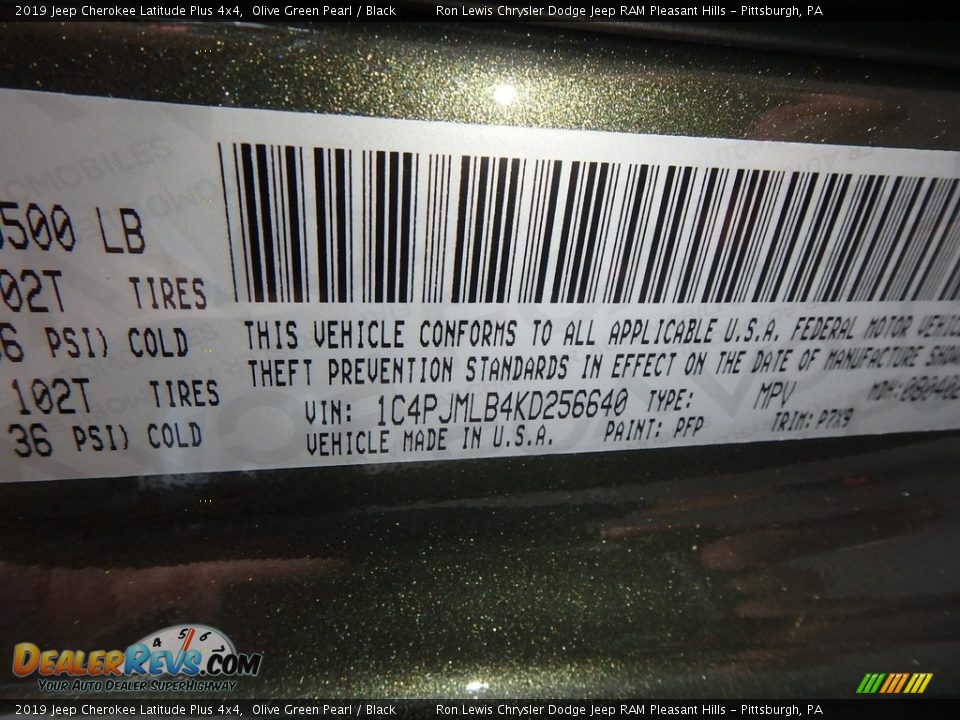 2019 Jeep Cherokee Latitude Plus 4x4, Olive Green Pearl / Black Ron Lewis Chrysler Dodge Jeep RAM Pleasant Hills - Pittsburgh, PA
500 LB
02T TIRES
6 PSI) COLD
102T TIRES
36 PSI) COLD
THIS VEHICLE CONFORMS TO ALL APPLICABLE U.S.A. FEDERAL MOTOR VEHIC
THEFT PREVENTION STANDARDS IN EFFECT ON THE DATE OF MANUFACTURE SHOW
VIN: 1C4PJMLB4KD256640 TYPE: MPV MDH: 080402
VEHICLE MADE IN U.S.A. PAINT: PFP TRIM: P7X9
DealerRevs.com
Your Auto Dealer SuperHighway
2019 Jeep Cherokee Latitude Plus 4x4, Olive Green Pearl / Black Ron Lewis Chrysler Dodge Jeep RAM Pleasant Hills - Pittsburgh, PA